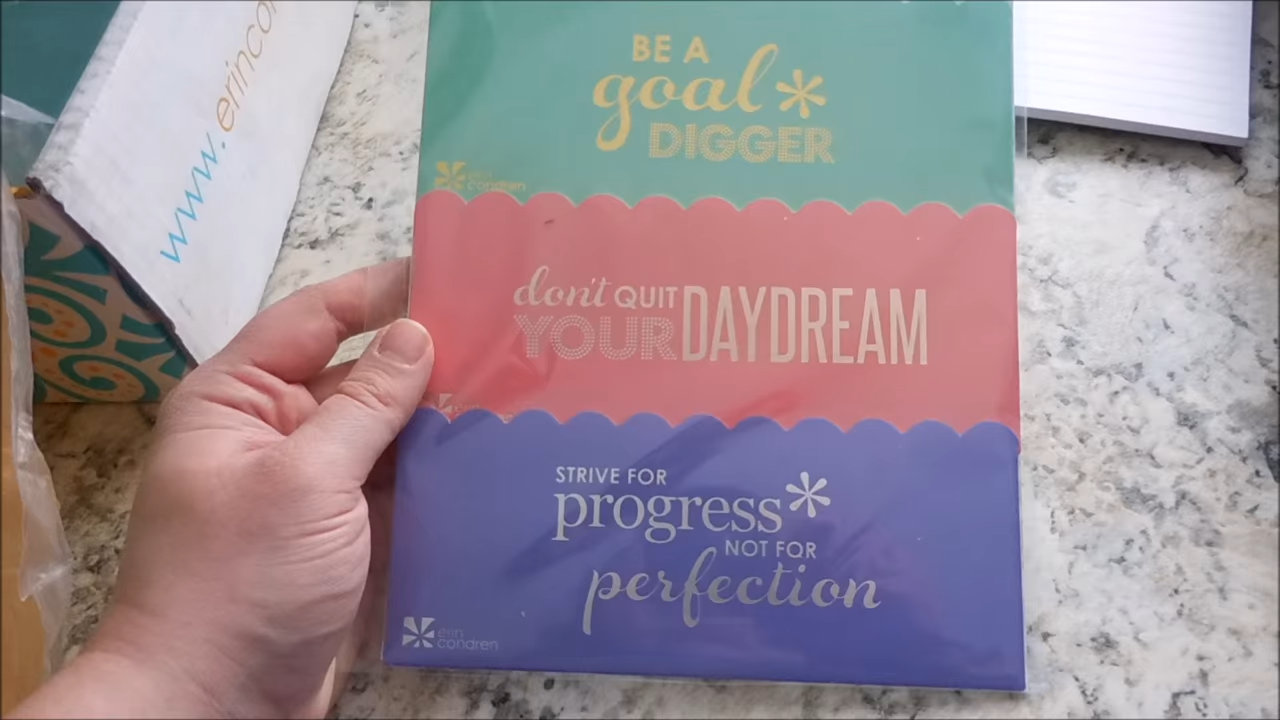 www.erinco
BE A
goal*
DIGGER
erin
condren
don't QUIT
YOUR DAYDREAM
STRIVE FOR
progress*
NOT FOR
perfection
erin
condren